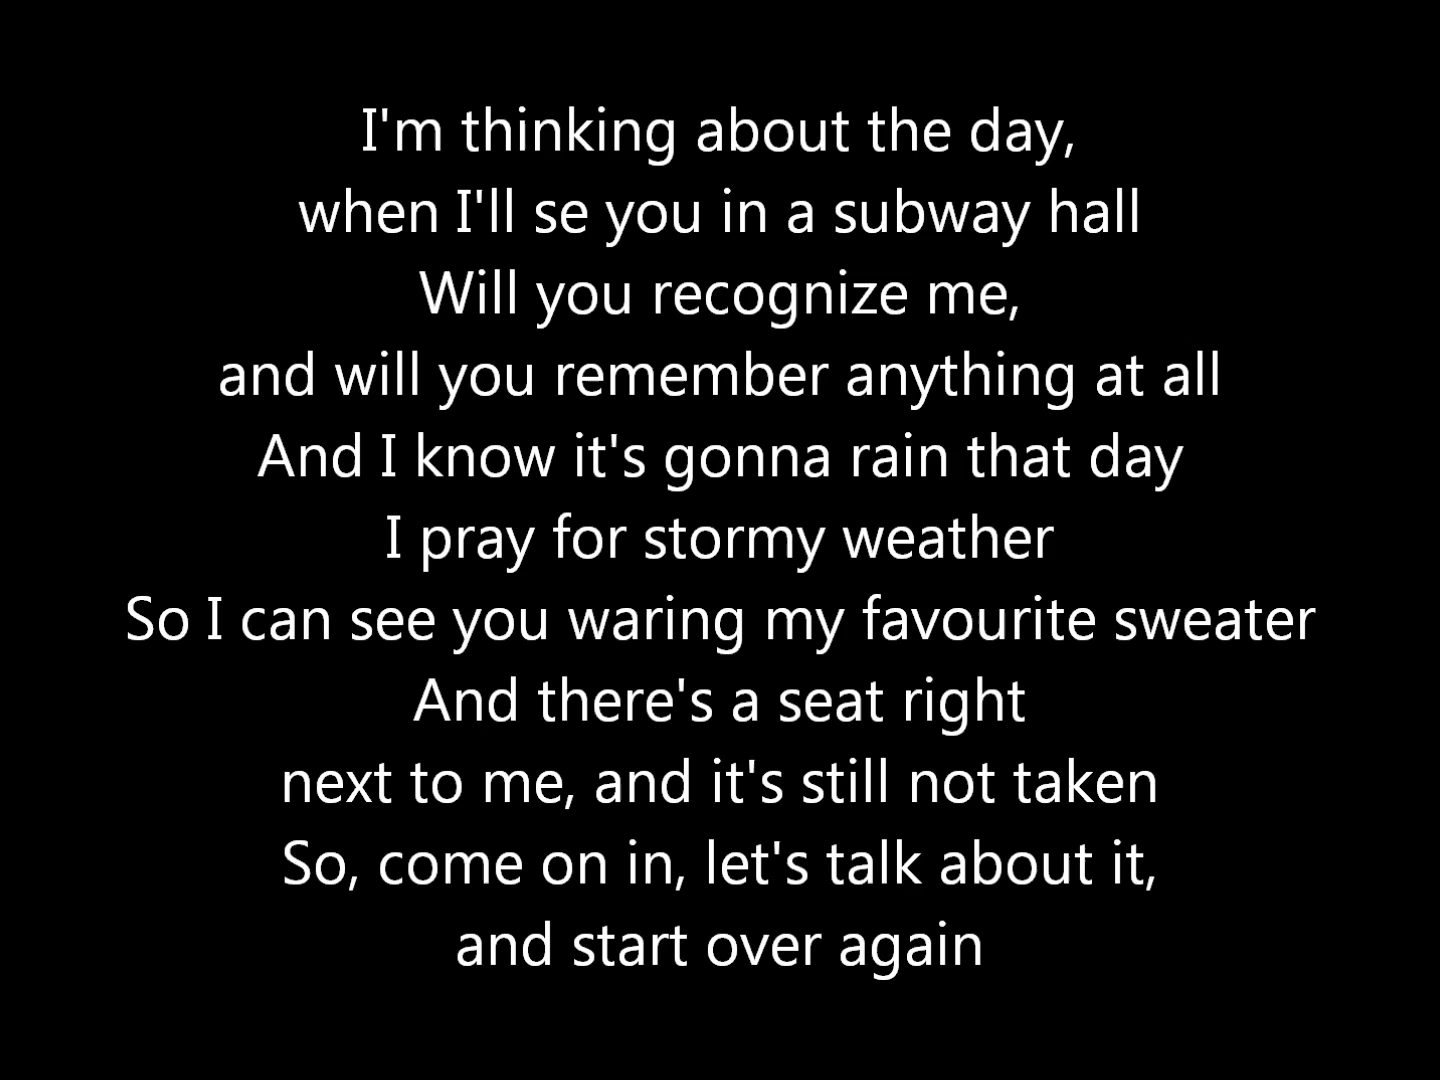 I'm thinking about the day,
when I'll se you in a subway hall
Will you recognize me,
and will you remember anything at all
And I know it's gonna rain that day
I pray for stormy weather
So I can see you waring my favourite sweater
And there's a seat right
next to me, and it's still not taken
So, come on in, let's talk about it,
and start over again